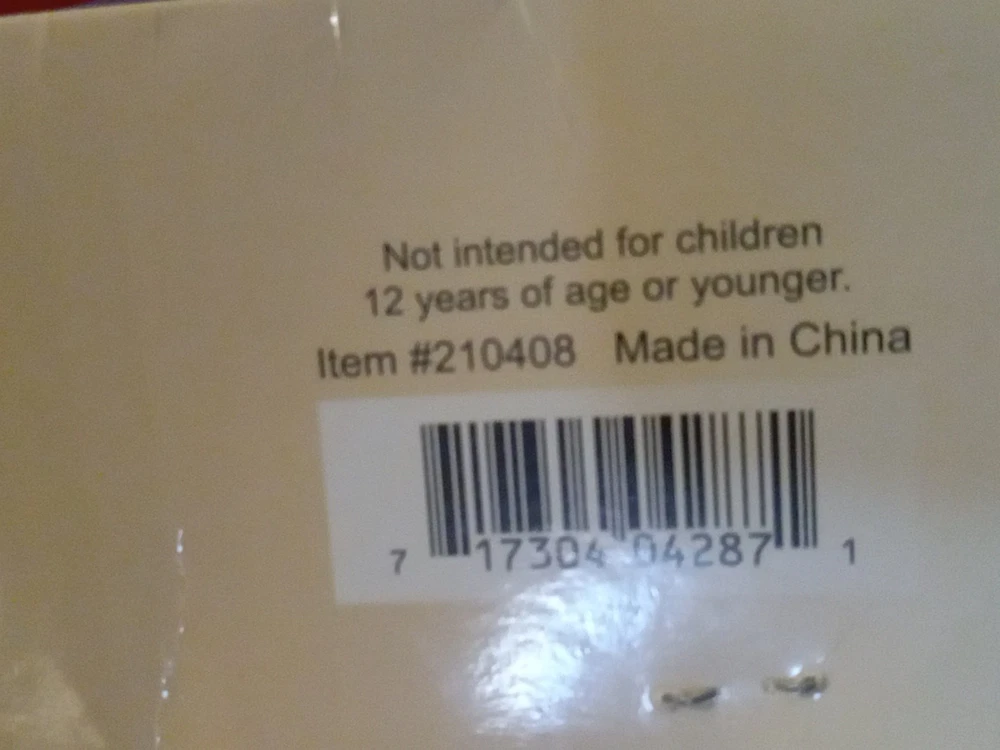 Not intended for children
12 years of age or younger.
Item #210408 Made in China
7 17304 04287 1